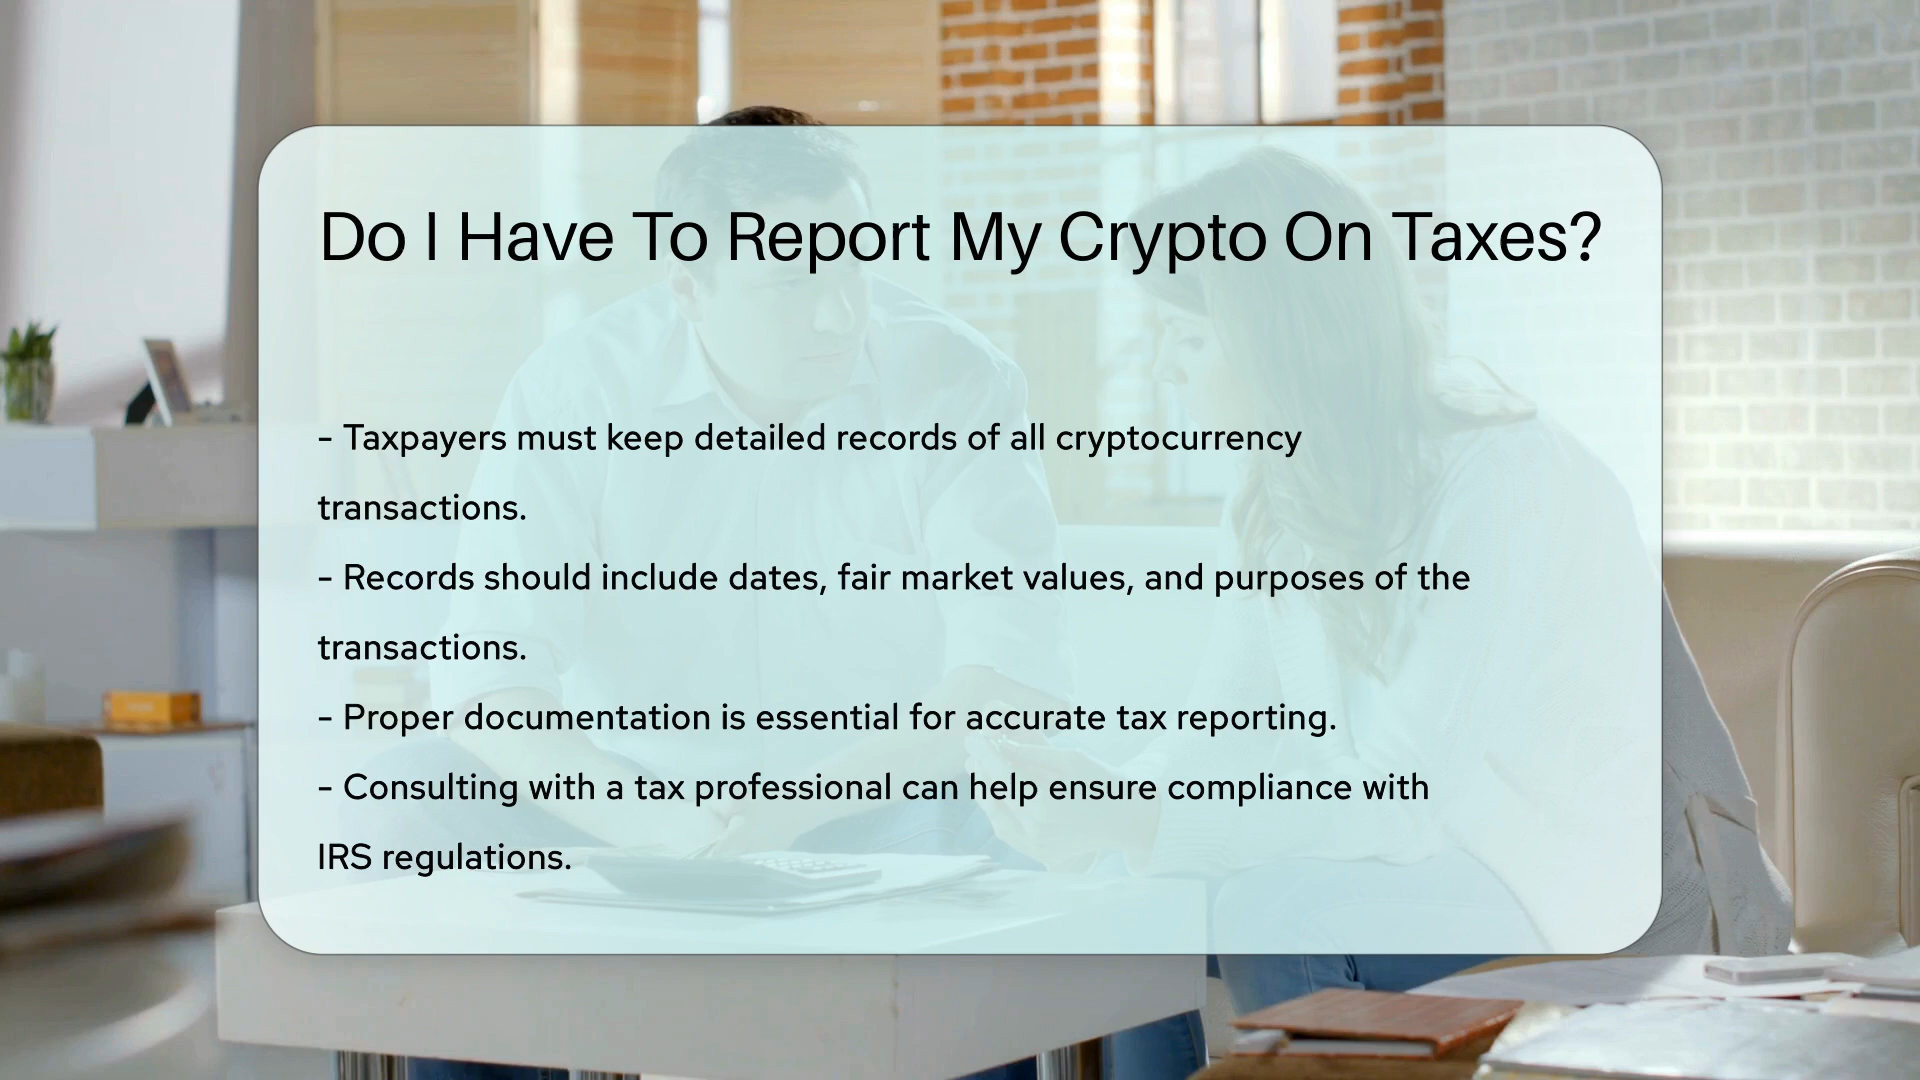 Do I Have To Report My Crypto On Taxes?
- Taxpayers must keep detailed records of all cryptocurrency
transactions.
- Records should include dates, fair market values, and purposes of the
transactions.
- Proper documentation is essential for accurate tax reporting.
- Consulting with a tax professional can help ensure compliance with
IRS regulations.